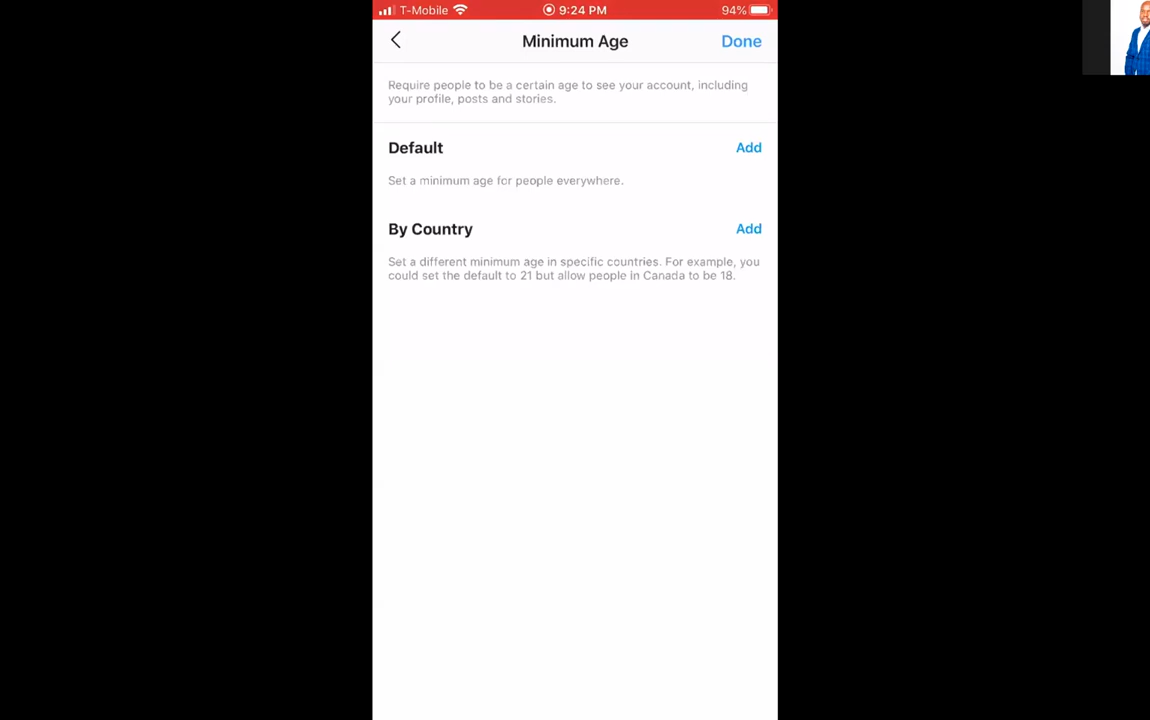 T-Mobile 9:24 PM 94%
Minimum Age Done
Require people to be a certain age to see your account, including
your profile, posts and stories.
Default Add
Set a minimum age for people everywhere.
By Country Add
Set a different minimum age in specific countries. For example, you
could set the default to 21 but allow people in Canada to be 18.